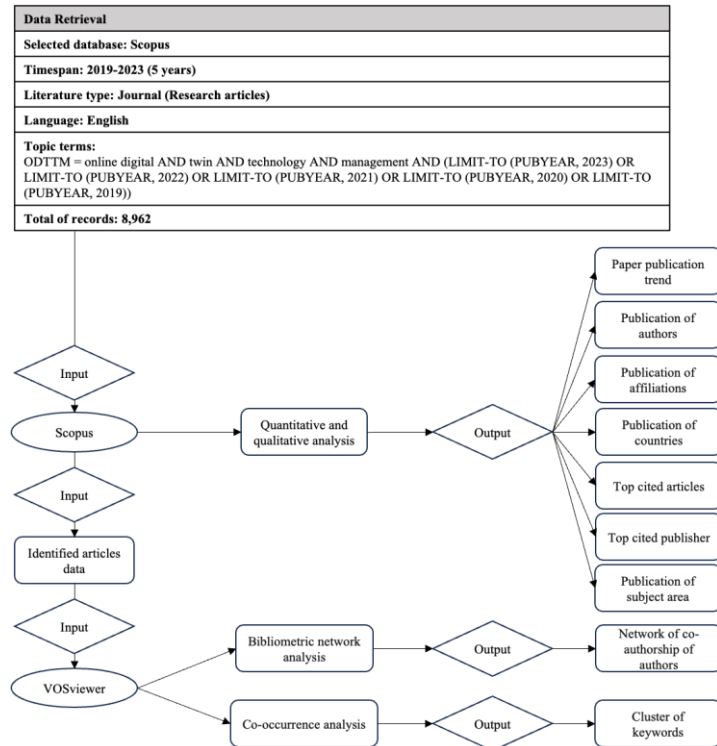 Data Retrieval
Selected database: Scopus
Timespan: 2019-2023 (5 years)
Literature type: Journal (Research articles)
Language: English
Topic terms:
ODTTM = online digital AND twin AND technology AND management AND (LIMIT-TO (PUBYEAR, 2023) OR
LIMIT-TO (PUBYEAR, 2022) OR LIMIT-TO (PUBYEAR, 2021) OR LIMIT-TO (PUBYEAR, 2020) OR LIMIT-TO
(PUBYEAR, 2019))
Total of records: 8,962
Paper publication
trend
Publication of
authors
Input
Publication of
affiliations
Scopus
Quantitative and
qualitative analysis
Output
Publication of
countries
Input
Top cited articles
Identified articles
data
Top cited publisher
Publication of
subject area
Input
Bibliometric network
analysis
Output
Network of co-
authorship of
authors
VOSviewer
Co-occurrence analysis
Output
Cluster of
keywords